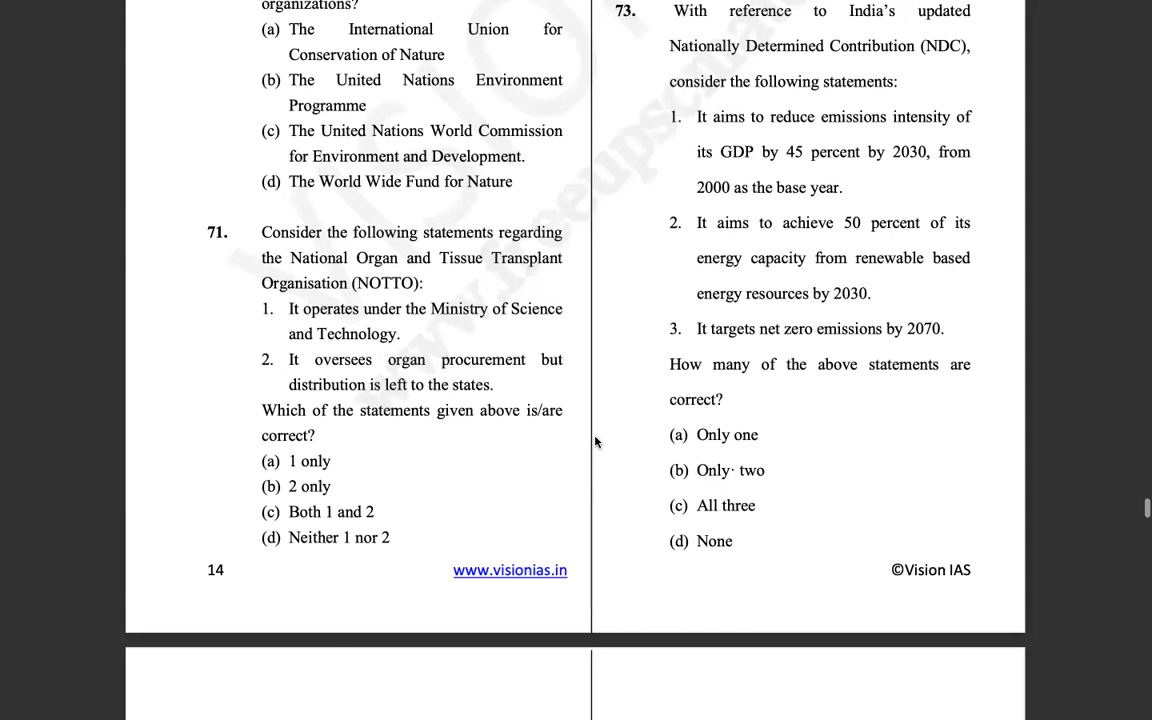 organizations?
(a) The International Union for
Conservation of Nature
(b) The United Nations Environment
Programme
(c) The United Nations World Commission
for Environment and Development.
(d) The World Wide Fund for Nature
71. Consider the following statements regarding
the National Organ and Tissue Transplant
Organisation (NOTTO):
1. It operates under the Ministry of Science
and Technology.
2. It oversees organ procurement but
distribution is left to the states.
Which of the statements given above is/are
correct?
(a) 1 only
(b) 2 only
(c) Both 1 and 2
(d) Neither 1 nor 2
73. With reference to India's updated
Nationally Determined Contribution (NDC),
consider the following statements:
1. It aims to reduce emissions intensity of
its GDP by 45 percent by 2030, from
2000 as the base year.
2. It aims to achieve 50 percent of its
energy capacity from renewable based
energy resources by 2030.
3. It targets net zero emissions by 2070.
How many of the above statements are
correct?
(a) Only one
(b) Only· two
(c) All three
(d) None
14 www.visionias.in ©Vision IAS
VISION